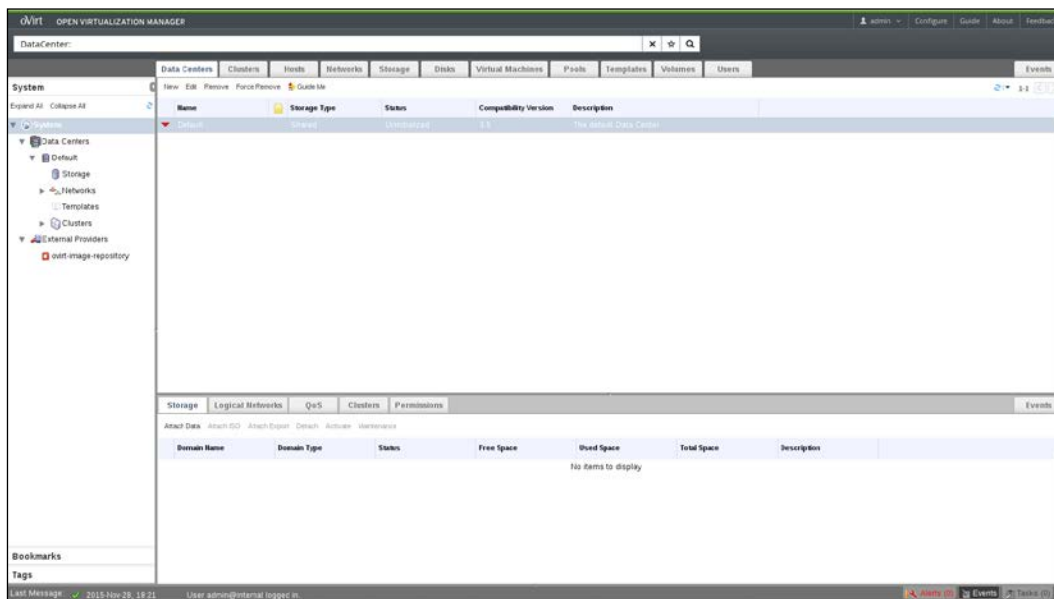 oVirt OPEN VIRTUALIZATION MANAGER admin Configure Guide About Feedback
DataCenter:
Data Centers Clusters Hosts Networks Storage Disks Virtual Machines Pools Templates Volumes Users Events
System
New Edit Remove Force Remove Guide Me 1-1
Expand All Collapse All
Name Storage Type Status Compatibility Version Description
System
Default Shared Uninitialized 3.5 The default Data Center
Data Centers
Default
Storage
Networks
Templates
Clusters
External Providers
ovirt-image-repository
Storage Logical Networks QoS Clusters Permissions Events
Attach Data Attach ISO Attach Export Detach Activate Maintenance
Domain Name Domain Type Status Free Space Used Space Total Space Description
No items to display
Bookmarks
Tags
Last Message: 2015-Nov-28, 18:21 User admin@internal logged in. Alerts (0) Events Tasks (0)